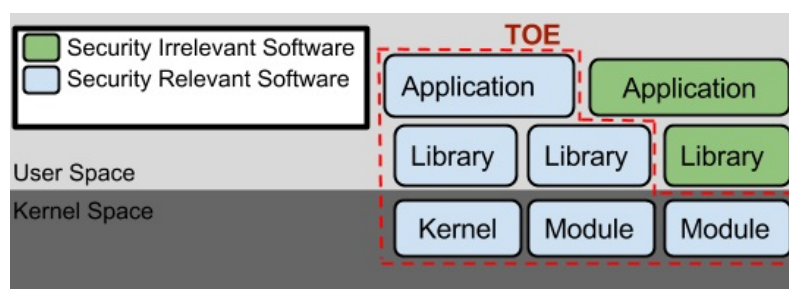 Security Irrelevant Software
Security Relevant Software
TOE
Application
Application
Library
Library
Library
User Space
Kernel Space
Kernel
Module
Module